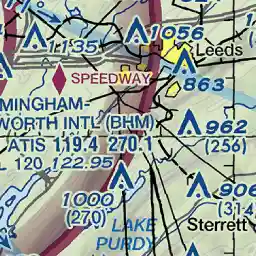 1056
1135
Leeds
SPEEDWAY
863
MINGHAM-
WORTH INTL (BHM)
962
ATIS 119.4 270.1
(256)
L 120 122.95
1000
906
(270)
(314
LAKE
Sterrett
PURDY